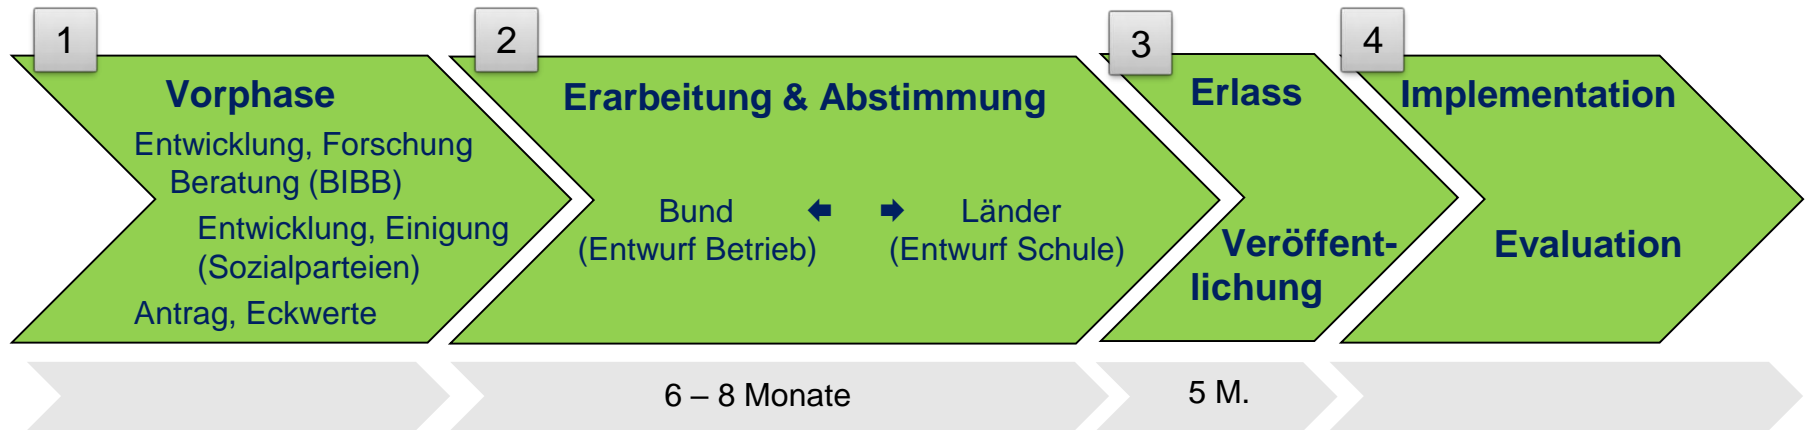 1
Vorphase
Entwicklung, Forschung
Beratung (BIBB)
Entwicklung, Einigung
(Sozialparteien)
Antrag, Eckwerte
2
Erarbeitung & Abstimmung
Bund 🡄 🡆 Länder
(Entwurf Betrieb) (Entwurf Schule)
3
Erlass
Veröffent-
lichung
4
Implementation
Evaluation
6 – 8 Monate
5 M.